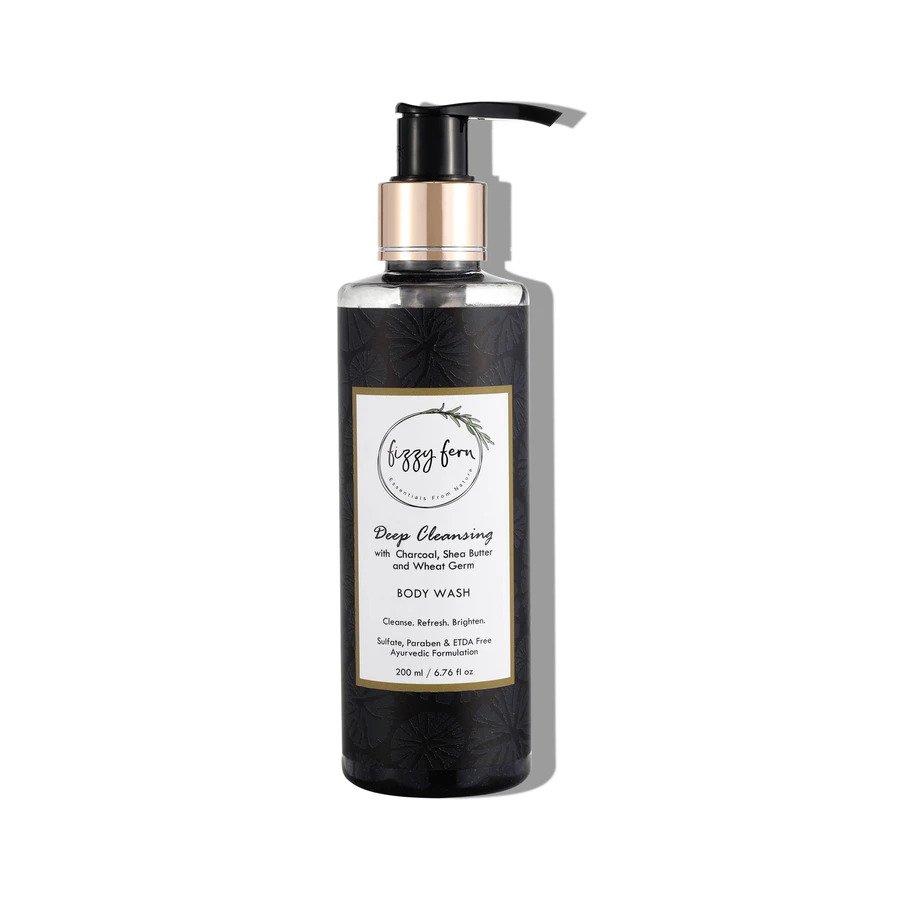 fizzy fern
Essentials From Nature
Deep Cleansing
with Charcoal, Shea Butter
and Wheat Germ
BODY WASH
Cleanse. Refresh. Brighten.
Sulfate, Paraben & ETDA Free
Ayurvedic Formulation
200 ml / 6.76 fl oz